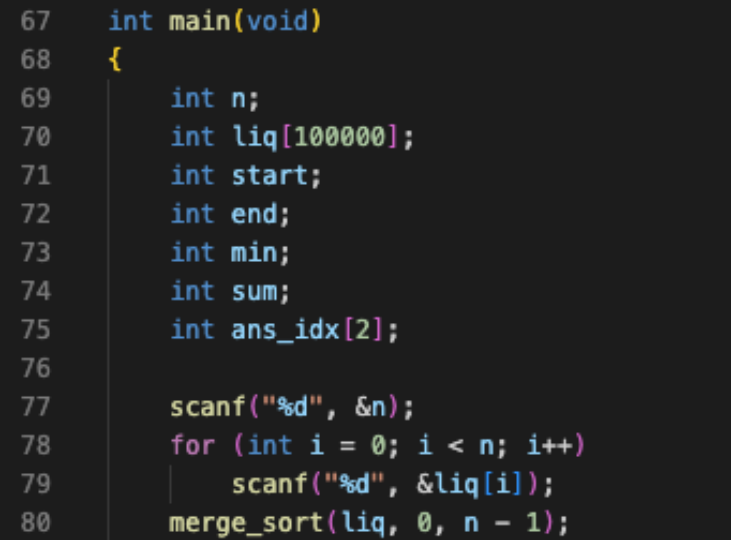 67 int main(void)
68 {
69 int n;
70 int liq[100000];
71 int start;
72 int end;
73 int min;
74 int sum;
75 int ans_idx[2];
76
77 scanf("%d", &n);
78 for (int i = 0; i < n; i++)
79 scanf("%d", &liq[i]);
80 merge_sort(liq, 0, n - 1);